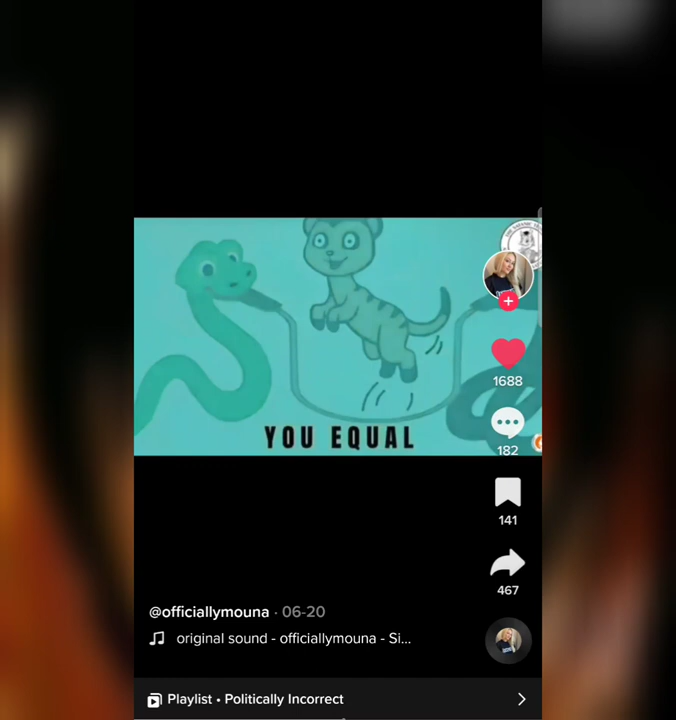 YOU EQUAL
1688
182
141
467
@officiallymouna · 06-20
original sound - officiallymouna - Si...
Playlist • Politically Incorrect